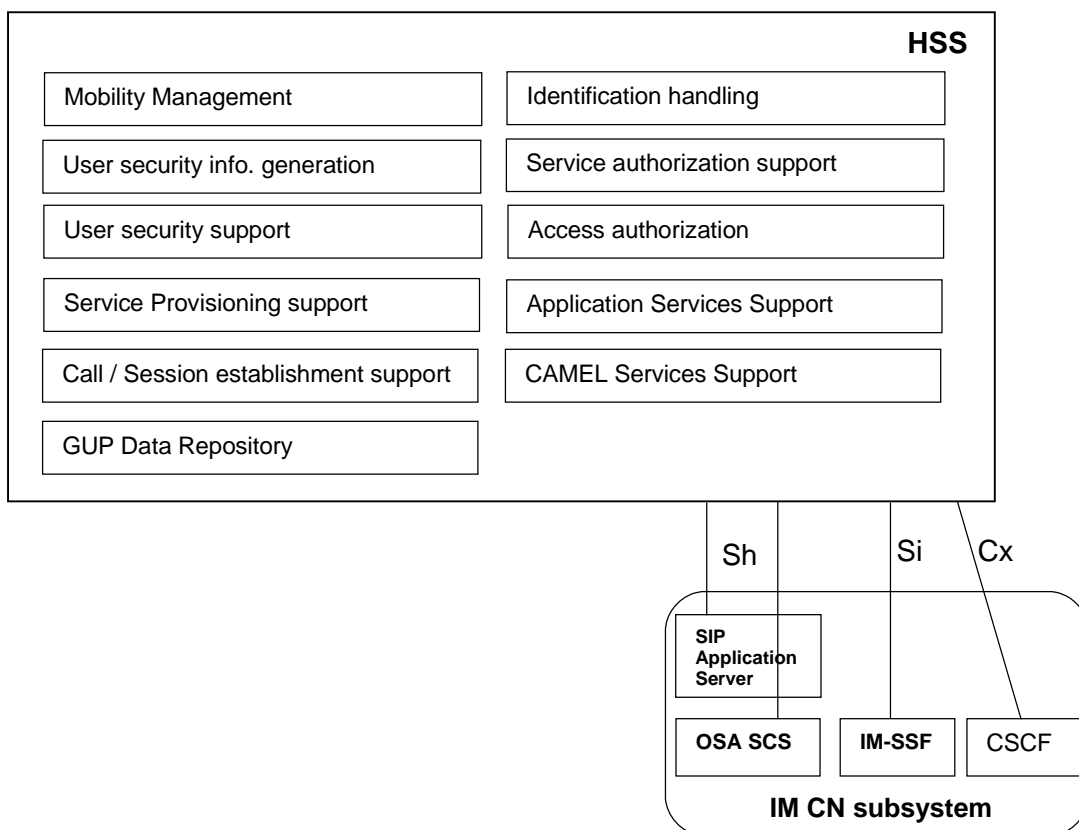 HSS
Mobility Management
Identification handling
User security info. generation
Service authorization support
User security support
Access authorization
Service Provisioning support
Application Services Support
Call / Session establishment support
CAMEL Services Support
GUP Data Repository
Sh
Si
Cx
SIP
Application
Server
OSA SCS
IM-SSF
CSCF
IM CN subsystem